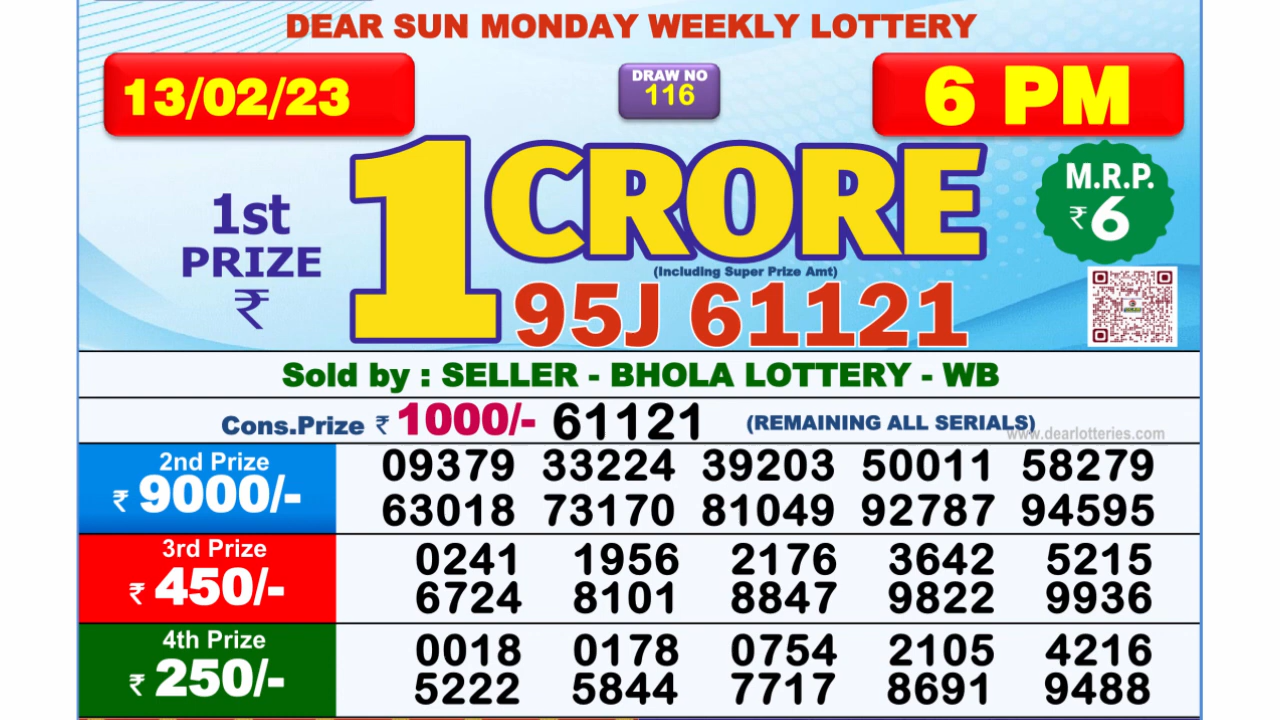 DEAR SUN MONDAY WEEKLY LOTTERY
13/02/23
DRAW NO
116
6 PM
1st
PRIZE
₹
1 CRORE
(Including Super Prize Amt)
95J 61121
M.R.P.
₹6
Sold by : SELLER - BHOLA LOTTERY - WB
Cons.Prize ₹ 1000/- 61121 (REMAINING ALL SERIALS)
www.dearlotteries.com
2nd Prize
₹ 9000/-
09379 33224 39203 50011 58279
63018 73170 81049 92787 94595
3rd Prize
₹ 450/-
0241 1956 2176 3642 5215
6724 8101 8847 9822 9936
4th Prize
₹ 250/-
0018 0178 0754 2105 4216
5222 5844 7717 8691 9488